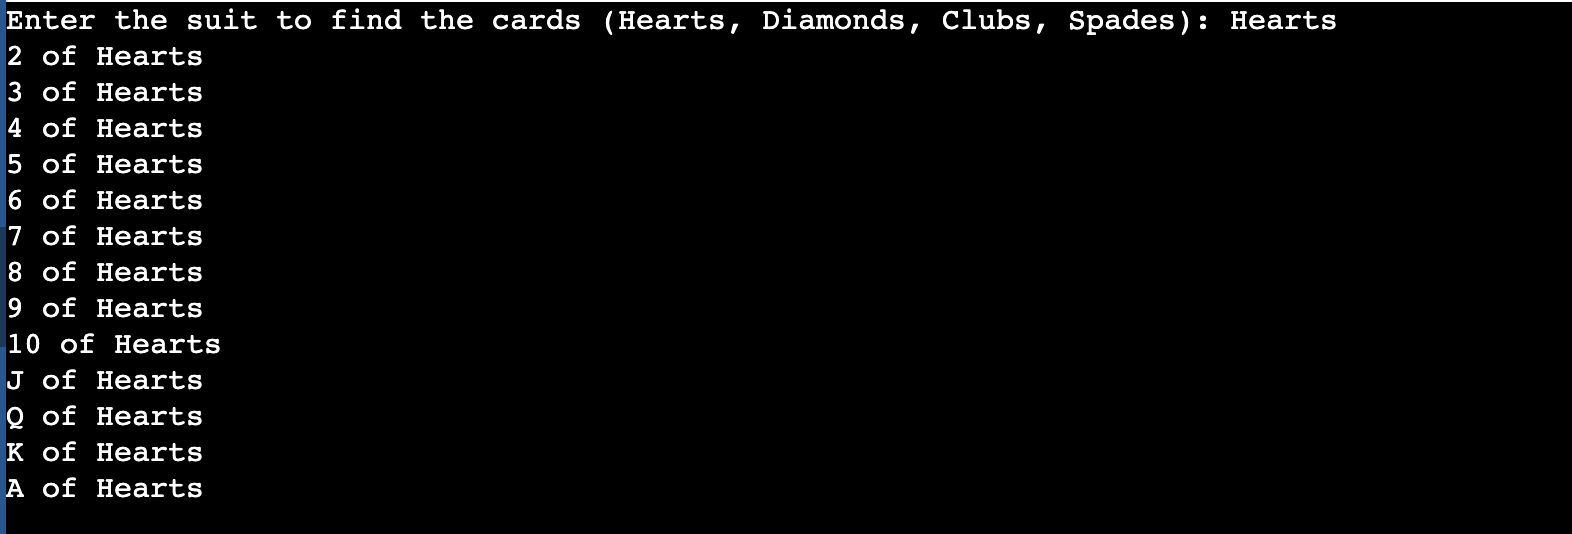 Enter the suit to find the cards (Hearts, Diamonds, Clubs, Spades): Hearts
2 of Hearts
3 of Hearts
4 of Hearts
5 of Hearts
6 of Hearts
7 of Hearts
8 of Hearts
9 of Hearts
10 of Hearts
J of Hearts
Q of Hearts
K of Hearts
A of Hearts